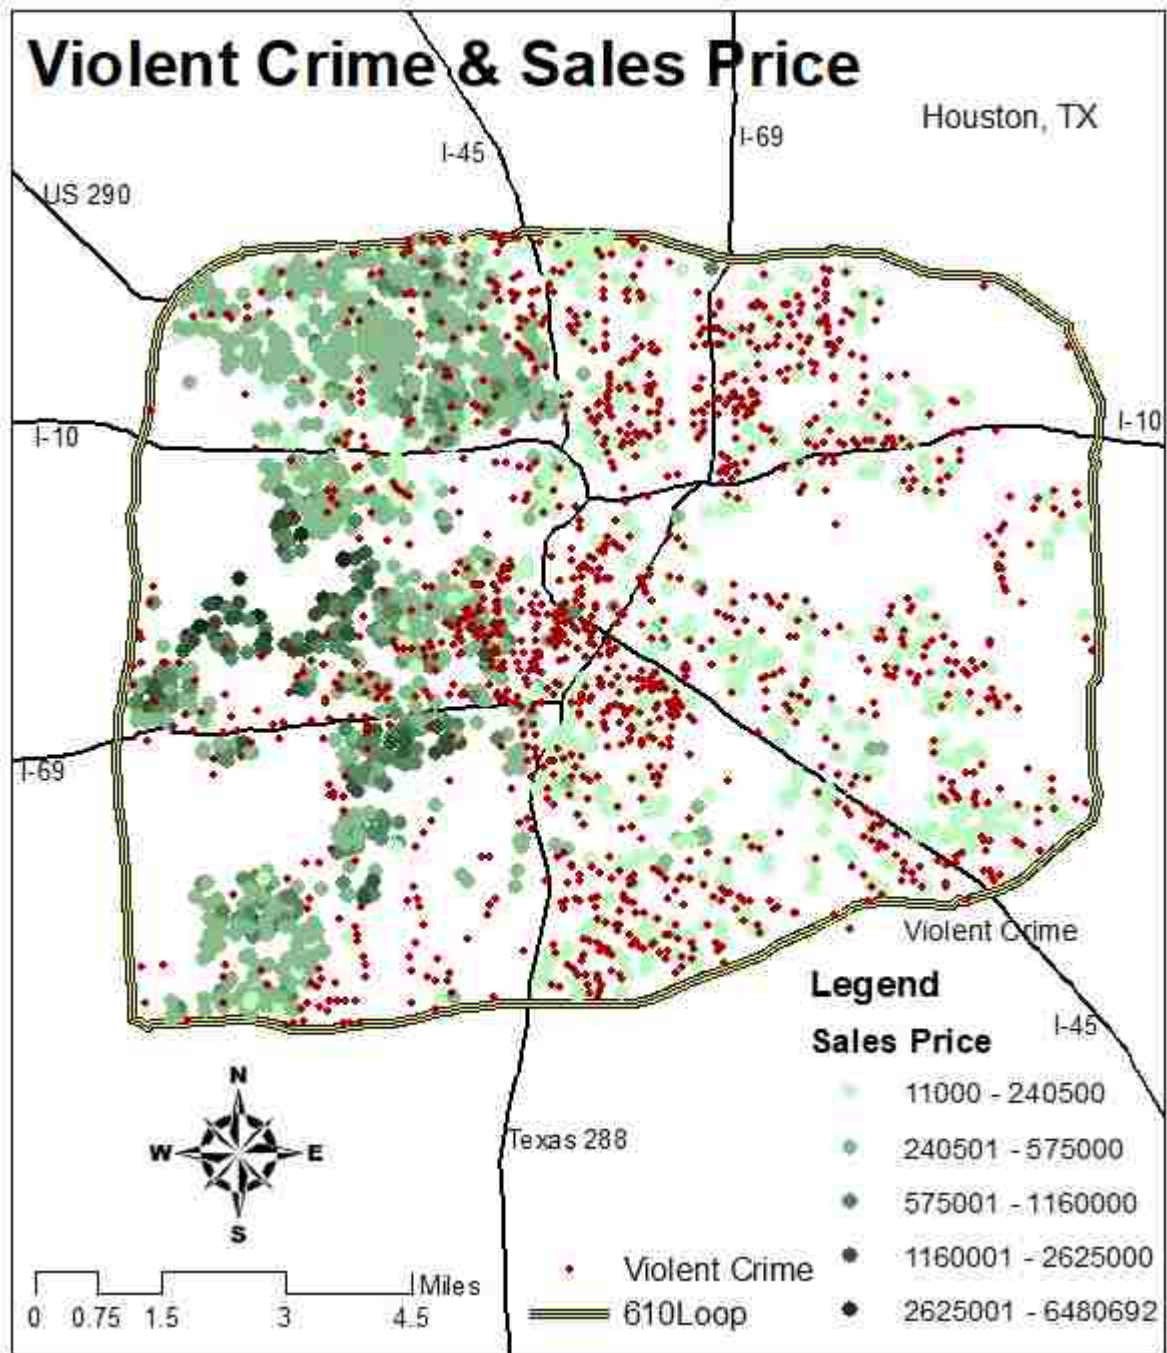 Violent Crime & Sales Price
Houston, TX
I-45
I-69
US 290
I-10
I-10
I-69
Violent Crime
Legend
Sales Price
I-45
11000 - 240500
240501 - 575000
575001 - 1160000
1160001 - 2625000
2625001 - 6480692
N
W E
S
Texas 288
Violent Crime
610Loop
Miles
0 0.75 1.5 3 4.5